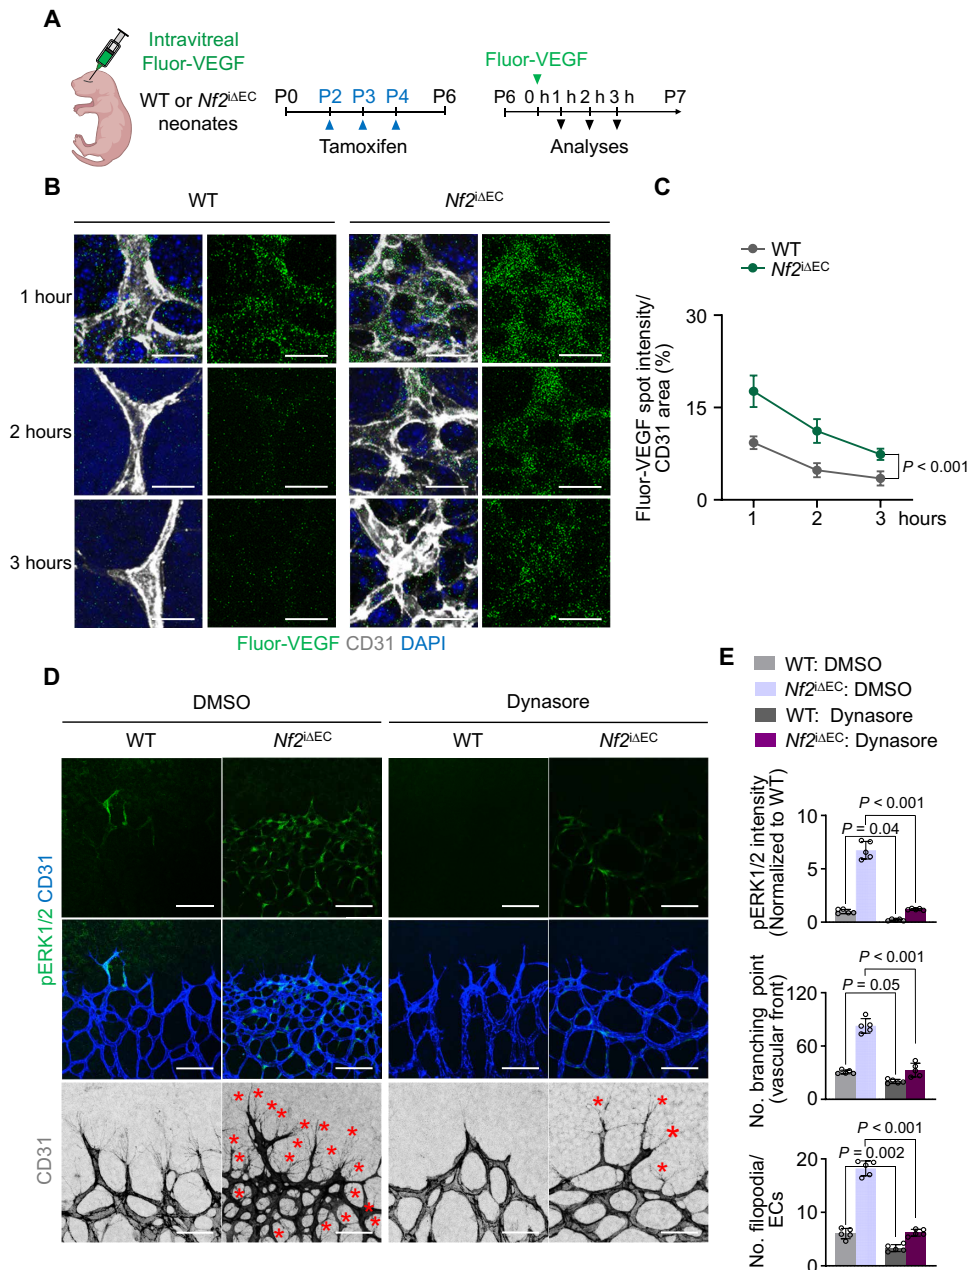 A
Intravitreal
Fluor-VEGF
WT or Nf2iΔEC
neonates
P0 P2 P3 P4 P6
Tamoxifen
Fluor-VEGF
P6 0 h 1 h 2 h 3 h P7
Analyses
B
WT Nf2iΔEC
1 hour
2 hours
3 hours
Fluor-VEGF CD31 DAPI
C
WT
Nf2iΔEC
Fluor-VEGF spot intensity/
CD31 area (%)
30
15
0
P < 0.001
1 2 3 hours
D
DMSO Dynasore
WT Nf2iΔEC WT Nf2iΔEC
pERK1/2 CD31
CD31
* * * * * * * * * * * * * * * * * *
* * *
E
WT: DMSO
Nf2iΔEC: DMSO
WT: Dynasore
Nf2iΔEC: Dynasore
pERK1/2 intensity
(Normalized to WT)
10
5
0
P < 0.001
P = 0.04
No. branching point
(vascular front)
120
60
0
P < 0.001
P = 0.05
No. filopodia/
ECs
20
10
0
P < 0.001
P = 0.002